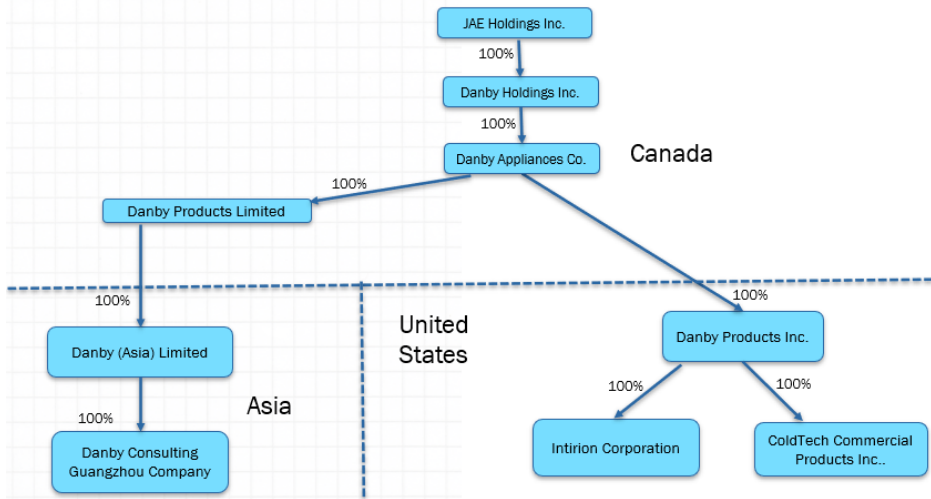 JAE Holdings Inc.
100%
Danby Holdings Inc.
100%
Danby Appliances Co.
Canada
100%
Danby Products Limited
100%
100%
United
States
Danby (Asia) Limited
Danby Products Inc.
100%
100%
Asia
100%
Danby Consulting
Guangzhou Company
Intirion Corporation
ColdTech Commercial
Products Inc..